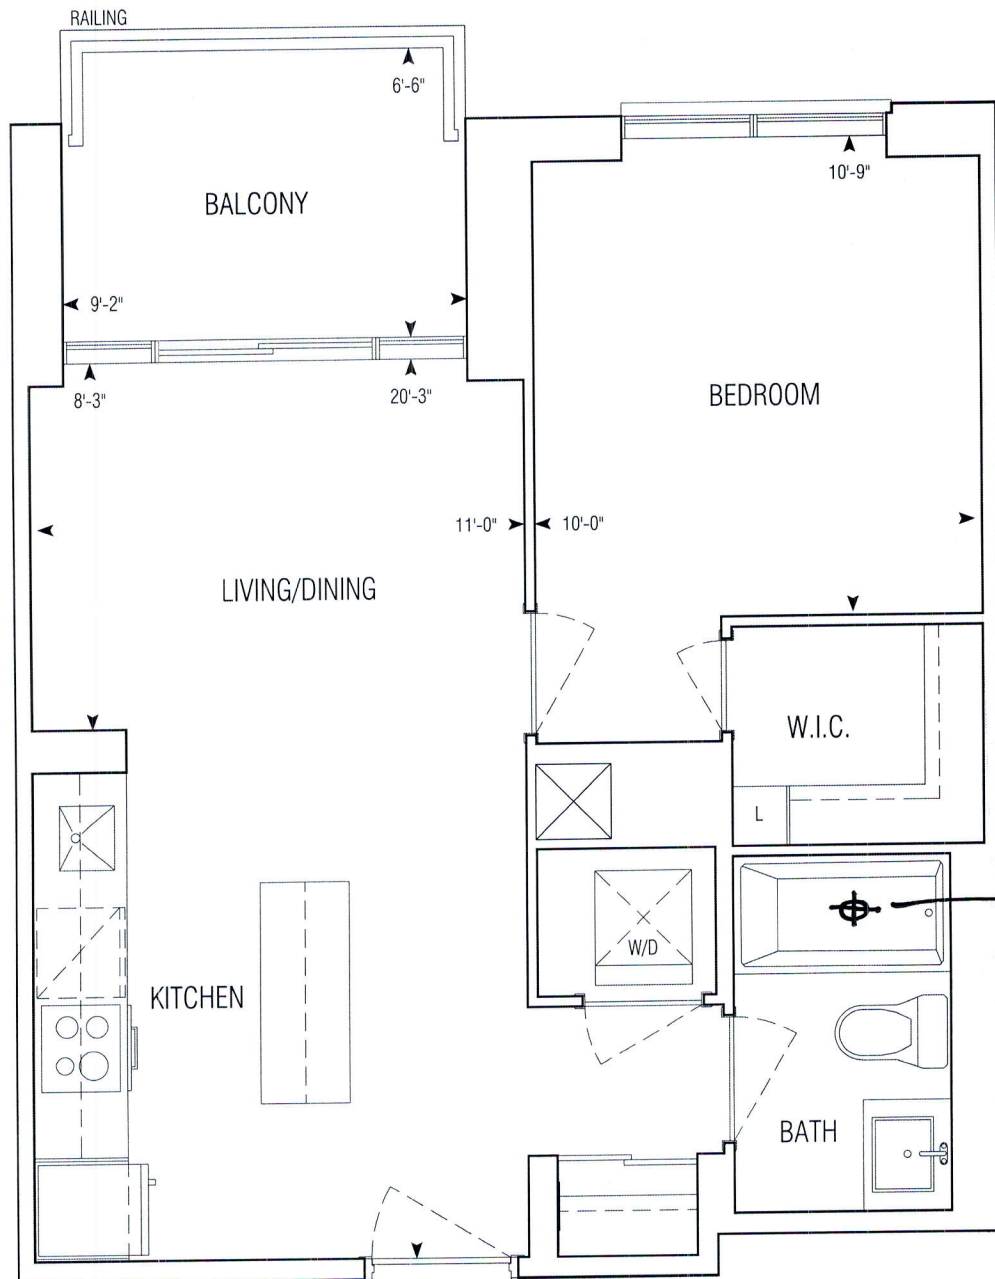 RAILING
6'-6"
10'-9"
BALCONY
9'-2"
8'-3"
20'-3"
BEDROOM
11'-0"
10'-0"
LIVING/DINING
W.I.C.
L
W/D
KITCHEN
BATH